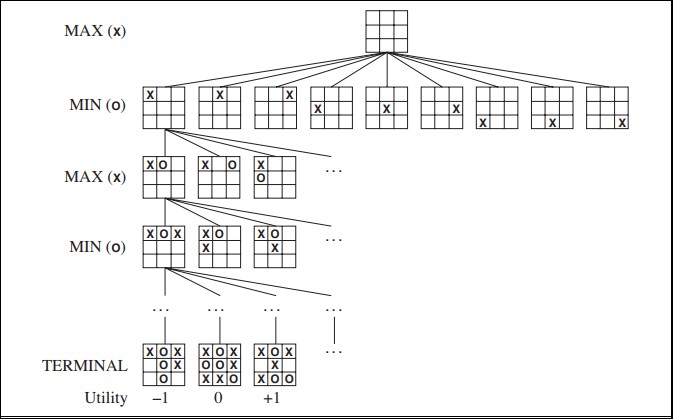 MAX (X)
MIN (O)
X X X
X X X
X X X
MAX (X)
X O X O X
O
...
MIN (O)
X O X X O X O
X X
...
... ... ... ...
TERMINAL
X O X X O X X O X
O X O O X X
O X X O X O O
...
Utility −1 0 +1